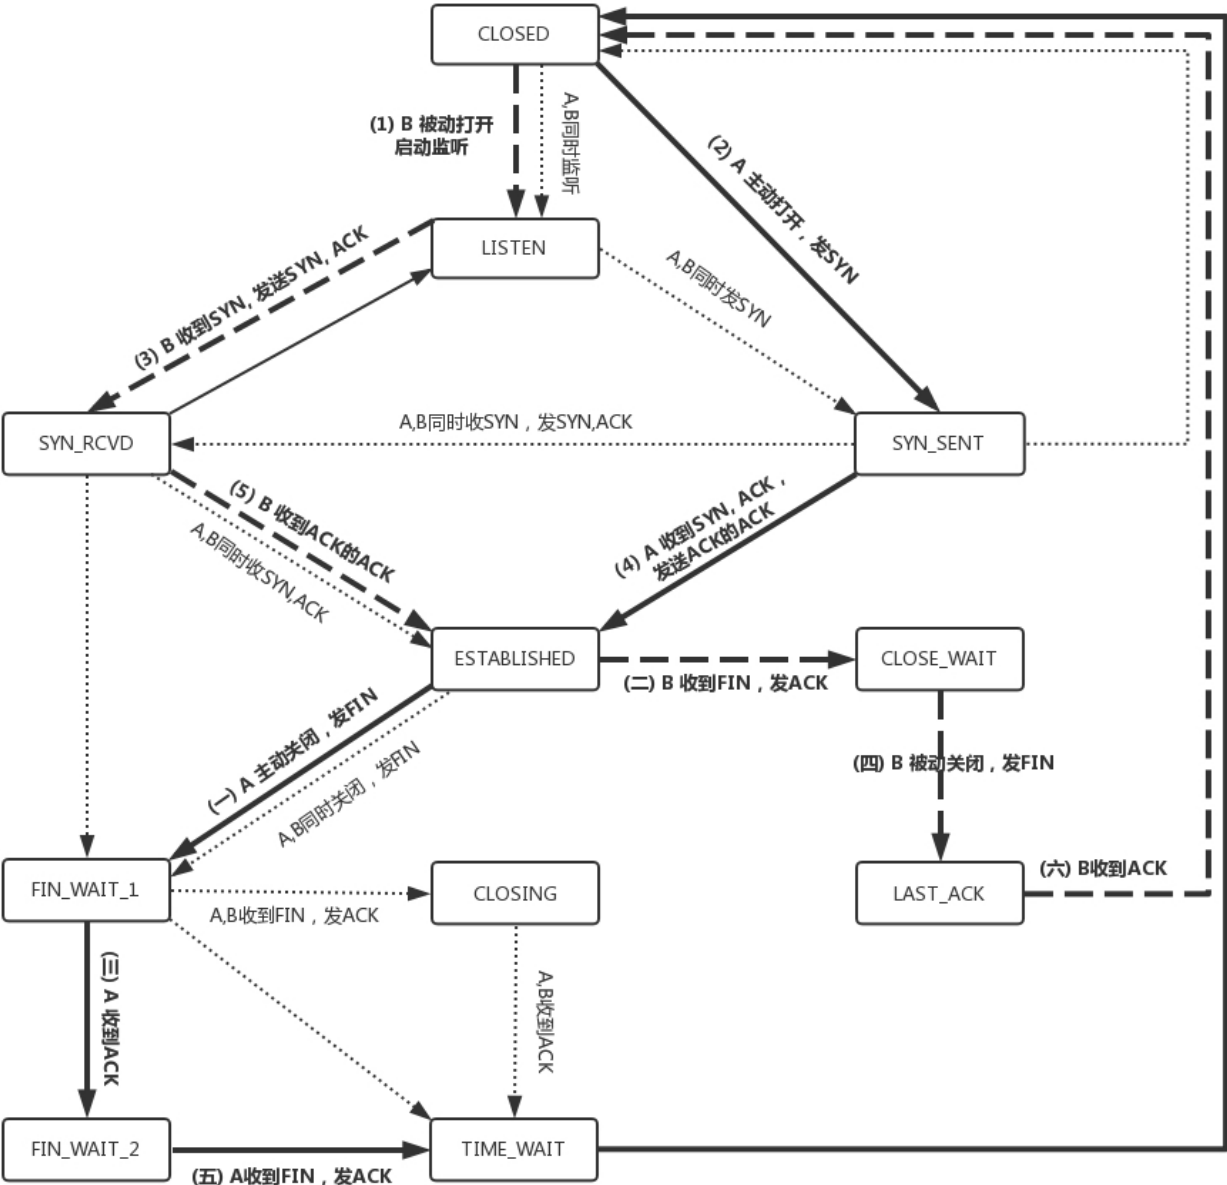 CLOSED
(1) B 被动打开
启动监听
A,B同时监听
(2) A 主动打开，发SYN
LISTEN
(3) B 收到SYN, 发送SYN, ACK
A,B同时发SYN
SYN_RCVD
A,B同时收SYN，发SYN,ACK
SYN_SENT
(5) B 收到ACK的ACK
A,B同时收SYN,ACK
(4) A 收到SYN, ACK，
发送ACK的ACK
ESTABLISHED
(二) B 收到FIN，发ACK
CLOSE_WAIT
(一) A 主动关闭，发FIN
A,B同时关闭，发FIN
(四) B 被动关闭，发FIN
FIN_WAIT_1
A,B收到FIN，发ACK
CLOSING
LAST_ACK
(六) B收到ACK
(三) A 收到ACK
A,B收到ACK
FIN_WAIT_2
(五) A收到FIN，发ACK
TIME_WAIT